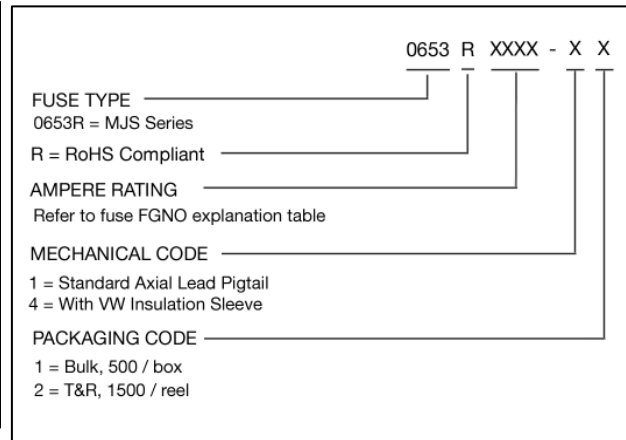 0653 R XXXX - X X
FUSE TYPE
0653R = MJS Series
R = RoHS Compliant
AMPERE RATING
Refer to fuse FGNO explanation table
MECHANICAL CODE
1 = Standard Axial Lead Pigtail
4 = With VW Insulation Sleeve
PACKAGING CODE
1 = Bulk, 500 / box
2 = T&R, 1500 / reel